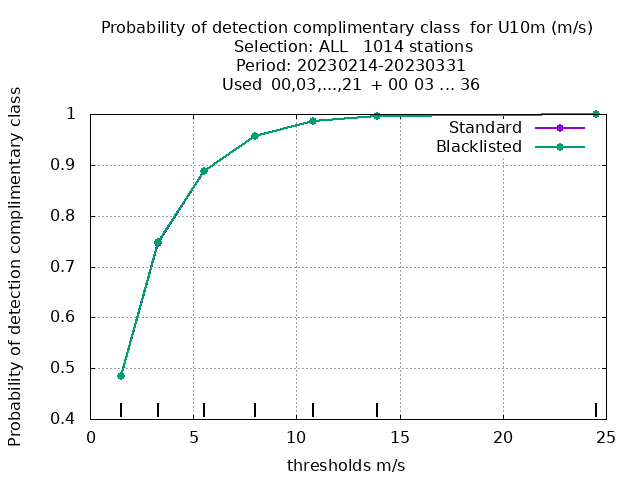 Probability of detection complimentary class  for U10m (m/s)
Selection: ALL   1014 stations
Period: 20230214-20230331
Used  00,03,...,21  + 00 03 ... 36
Probability of detection complimentary class
1
0.9
0.8
0.7
0.6
0.5
0.4
Standard
Blacklisted
0 5 10 15 20 25
thresholds m/s